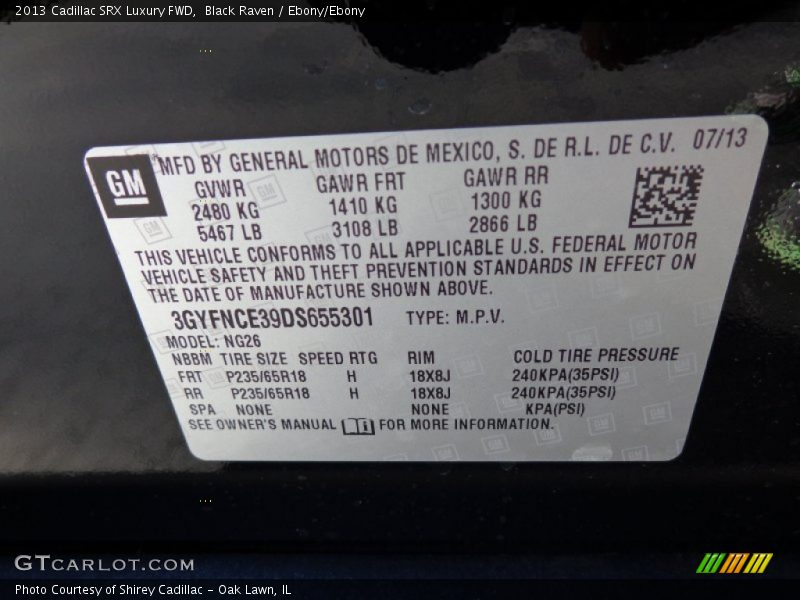 2013 Cadillac SRX Luxury FWD,  Black Raven / Ebony/Ebony
GM MFD BY GENERAL MOTORS DE MEXICO, S. DE R.L. DE C.V. 07/13
GVWR GAWR FRT GAWR RR
2480 KG 1410 KG 1300 KG
5467 LB 3108 LB 2866 LB
THIS VEHICLE CONFORMS TO ALL APPLICABLE U.S. FEDERAL MOTOR
VEHICLE SAFETY AND THEFT PREVENTION STANDARDS IN EFFECT ON
THE DATE OF MANUFACTURE SHOWN ABOVE.
3GYFNCE39DS655301 TYPE: M.P.V.
MODEL: NG26
NBBM TIRE SIZE SPEED RTG RIM COLD TIRE PRESSURE
FRT P235/65R18 H 18X8J 240KPA(35PSI)
RR P235/65R18 H 18X8J 240KPA(35PSI)
SPA NONE NONE KPA(PSI)
SEE OWNER'S MANUAL FOR MORE INFORMATION.
GTCARLOT.COM
Photo Courtesy of Shirey Cadillac - Oak Lawn, IL